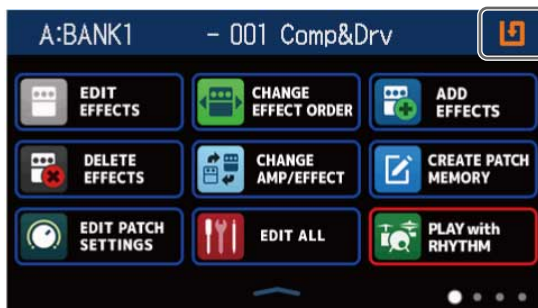 A:BANK1 - 001 Comp&Drv
EDIT
EFFECTS
CHANGE
EFFECT ORDER
ADD
EFFECTS
DELETE
EFFECTS
CHANGE
AMP/EFFECT
CREATE PATCH
MEMORY
EDIT PATCH
SETTINGS
EDIT ALL
PLAY with
RHYTHM